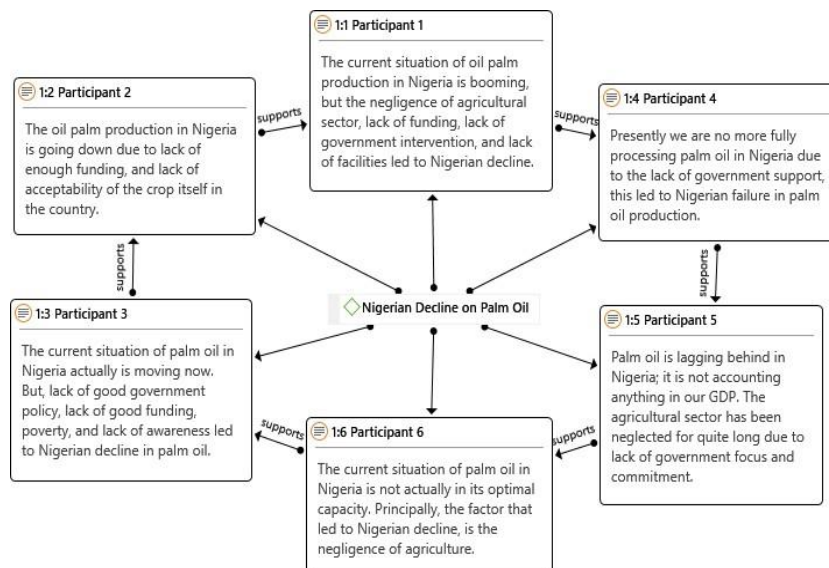 1:1 Participant 1
The current situation of oil palm
production in Nigeria is booming,
but the negligence of agricultural
sector, lack of funding, lack of
government intervention, and lack
of facilities led to Nigerian decline.
1:2 Participant 2
The oil palm production in Nigeria
is going down due to lack of
enough funding, and lack of
acceptability of the crop itself in
the country.
supports
supports
1:4 Participant 4
Presently we are no more fully
processing palm oil in Nigeria due
to the lack of government support,
this led to Nigerian failure in palm
oil production.
supports
supports
Nigerian Decline on Palm Oil
1:3 Participant 3
The current situation of palm oil in
Nigeria actually is moving now.
But, lack of good government
policy, lack of good funding,
poverty, and lack of awareness led
to Nigerian decline in palm oil.
1:5 Participant 5
Palm oil is lagging behind in
Nigeria; it is not accounting
anything in our GDP. The
agricultural sector has been
neglected for quite long due to
lack of government focus and
commitment.
supports
supports
1:6 Participant 6
The current situation of palm oil in
Nigeria is not actually in its optimal
capacity. Principally, the factor that
led to Nigerian decline, is the
negligence of agriculture.